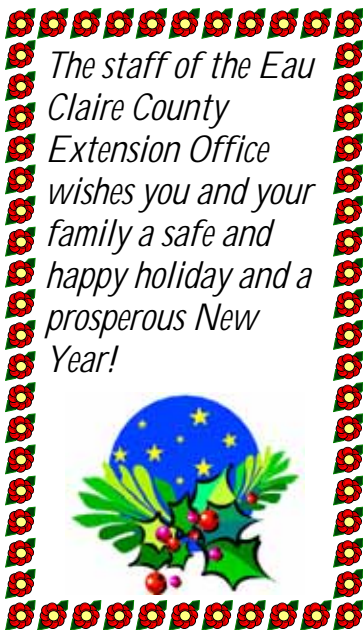 The staff of the Eau
Claire County
Extension Office
wishes you and your
family a safe and
happy holiday and a
prosperous New
Year!